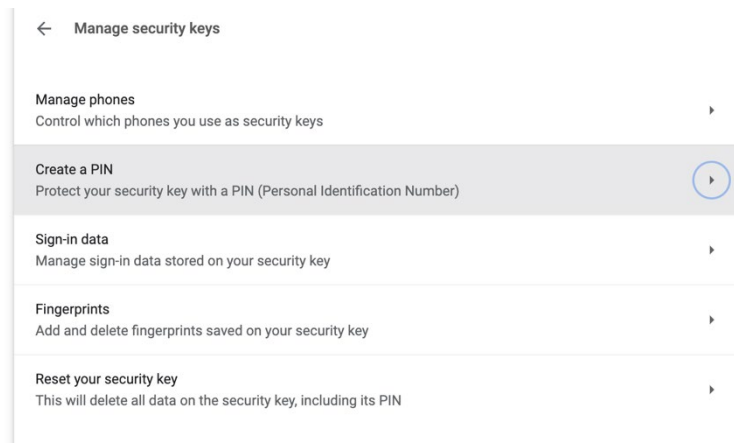 Manage security keys
Manage phones
Control which phones you use as security keys
Create a PIN
Protect your security key with a PIN (Personal Identification Number)
Sign-in data
Manage sign-in data stored on your security key
Fingerprints
Add and delete fingerprints saved on your security key
Reset your security key
This will delete all data on the security key, including its PIN